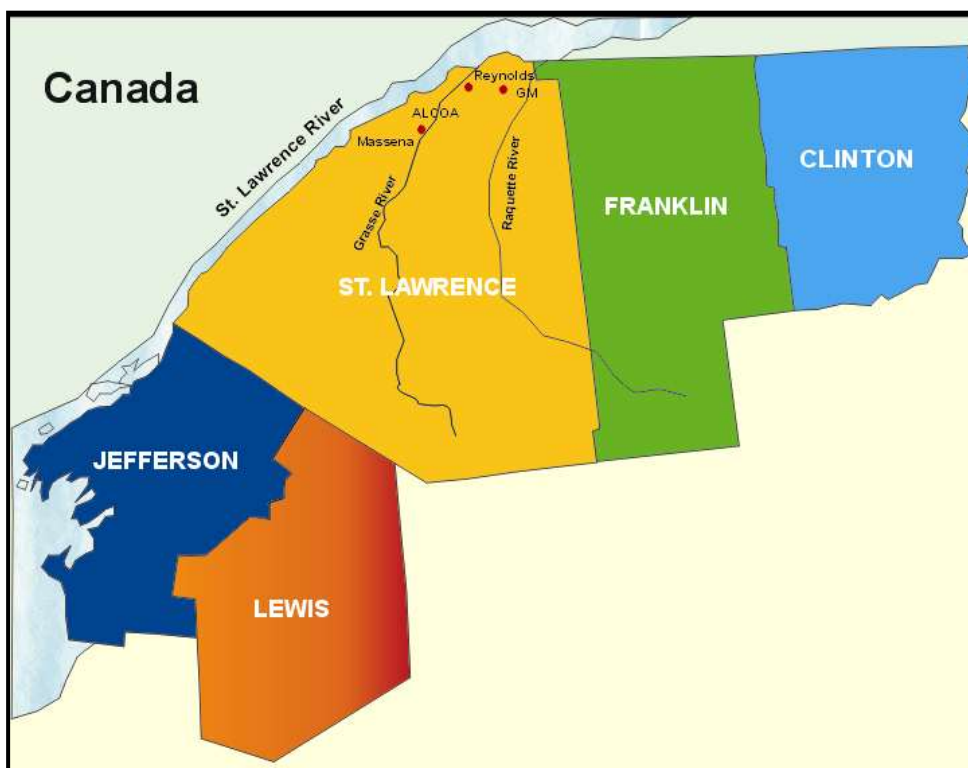 Canada
St. Lawrence River
Reynolds
GM
ALCOA
Massena
Grasse River
Raquette River
CLINTON
FRANKLIN
ST. LAWRENCE
JEFFERSON
LEWIS